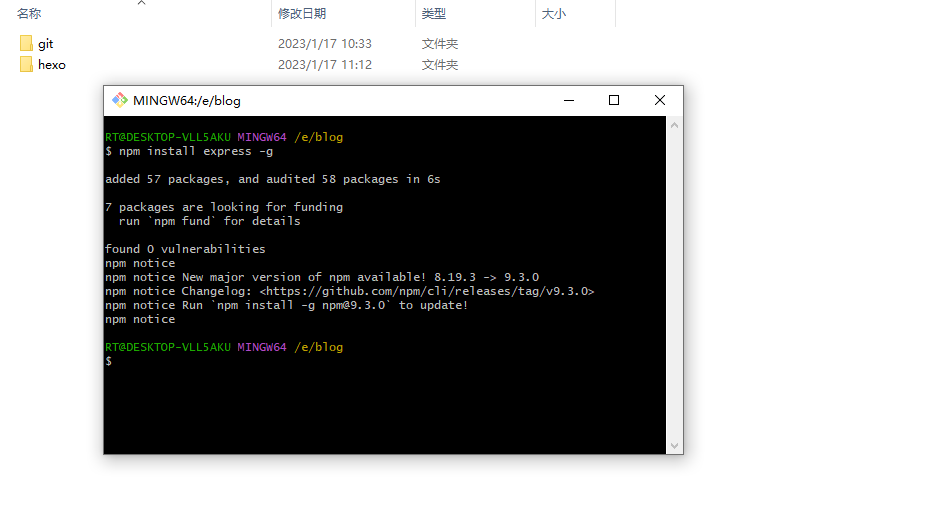 名称 修改日期 类型 大小
git 2023/1/17 10:33 文件夹
hexo 2023/1/17 11:12 文件夹
MINGW64:/e/blog
RT@DESKTOP-VLL5AKU MINGW64 /e/blog
$ npm install express -g
added 57 packages, and audited 58 packages in 6s
7 packages are looking for funding
  run `npm fund` for details
found 0 vulnerabilities
npm notice
npm notice New major version of npm available! 8.19.3 -> 9.3.0
npm notice Changelog: <https://github.com/npm/cli/releases/tag/v9.3.0>
npm notice Run `npm install -g npm@9.3.0` to update!
npm notice
RT@DESKTOP-VLL5AKU MINGW64 /e/blog
$